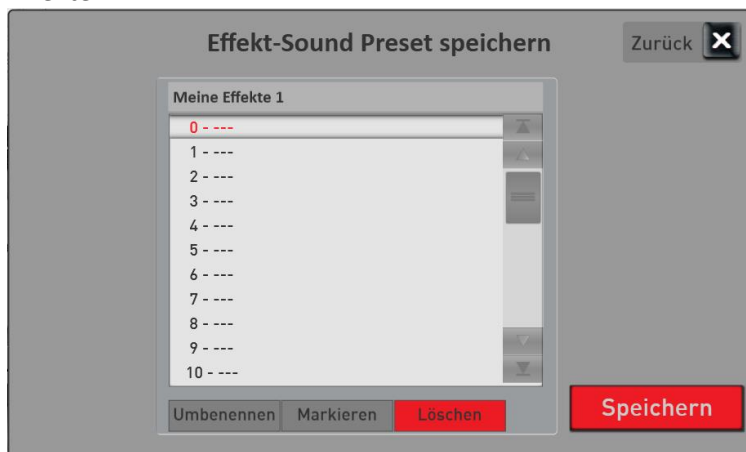 Effekt-Sound Preset speichern
Zurück
Meine Effekte 1
0 - ---
1 - ---
2 - ---
3 - ---
4 - ---
5 - ---
6 - ---
7 - ---
8 - ---
9 - ---
10 - ---
Umbenennen Markieren Löschen
Speichern